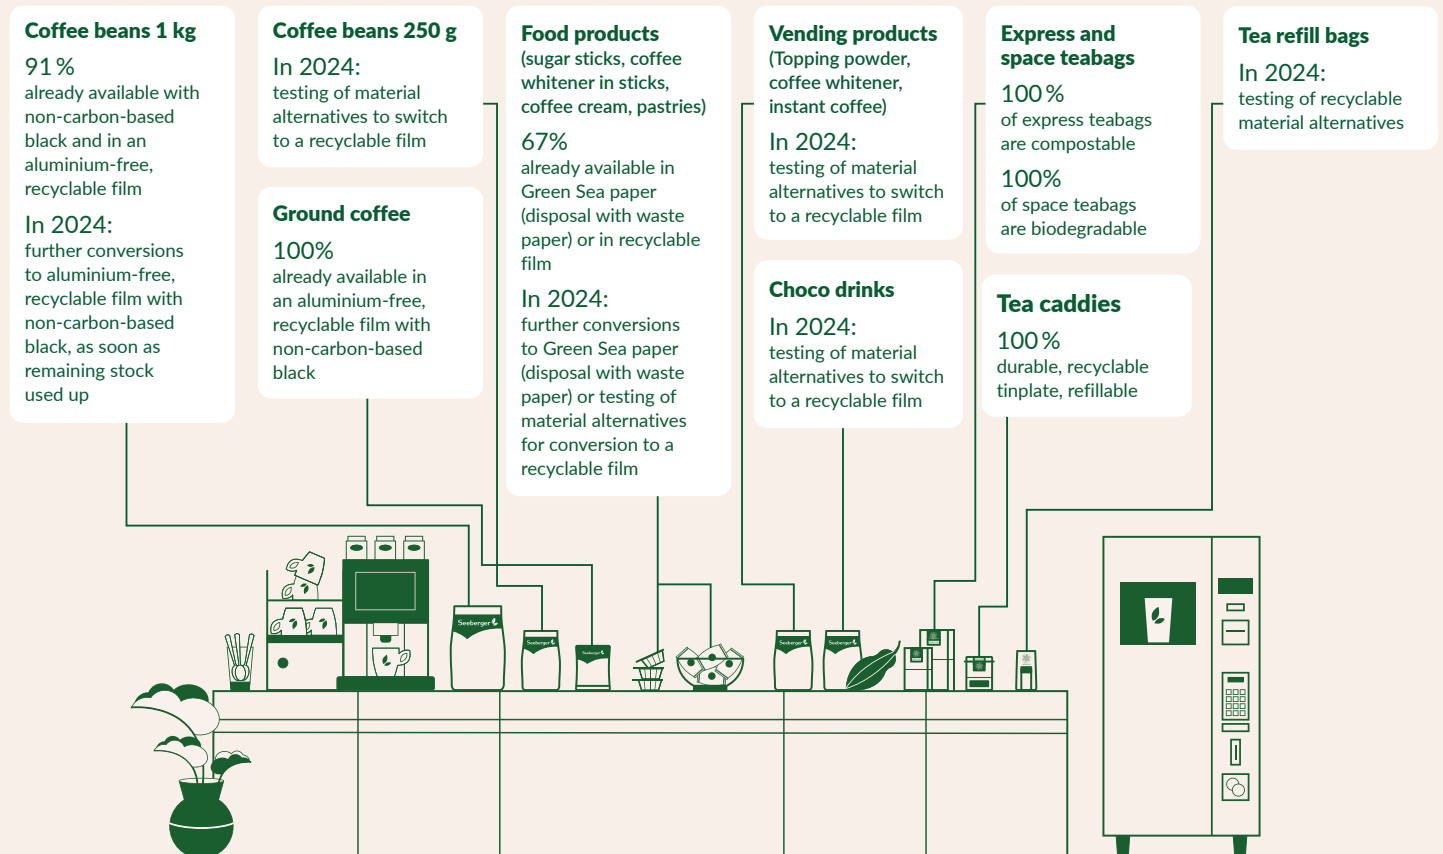 Coffee beans 1 kg
91 %
already available with
non-carbon-based
black and in an
aluminium-free,
recyclable film
In 2024:
further conversions
to aluminium-free,
recyclable film with
non-carbon-based
black, as soon as
remaining stock
used up
Coffee beans 250 g
In 2024:
testing of material
alternatives to switch
to a recyclable film
Ground coffee
100%
already available in
an aluminium-free,
recyclable film with
non-carbon-based
black
Food products
(sugar sticks, coffee
whitener in sticks,
coffee cream, pastries)
67%
already available in
Green Sea paper
(disposal with waste
paper) or in recyclable
film
In 2024:
further conversions
to Green Sea paper
(disposal with waste
paper) or testing of
material alternatives
for conversion to a
recyclable film
Vending products
(Topping powder,
coffee whitener,
instant coffee)
In 2024:
testing of material
alternatives to switch
to a recyclable film
Choco drinks
In 2024:
testing of material
alternatives to switch
to a recyclable film
Express and
space teabags
100 %
of express teabags
are compostable
100%
of space teabags
are biodegradable
Tea caddies
100 %
durable, recyclable
tinplate, refillable
Tea refill bags
In 2024:
testing of recyclable
material alternatives
Seeberger
Seeberger
Seeberger
Seeberger
Seeberger